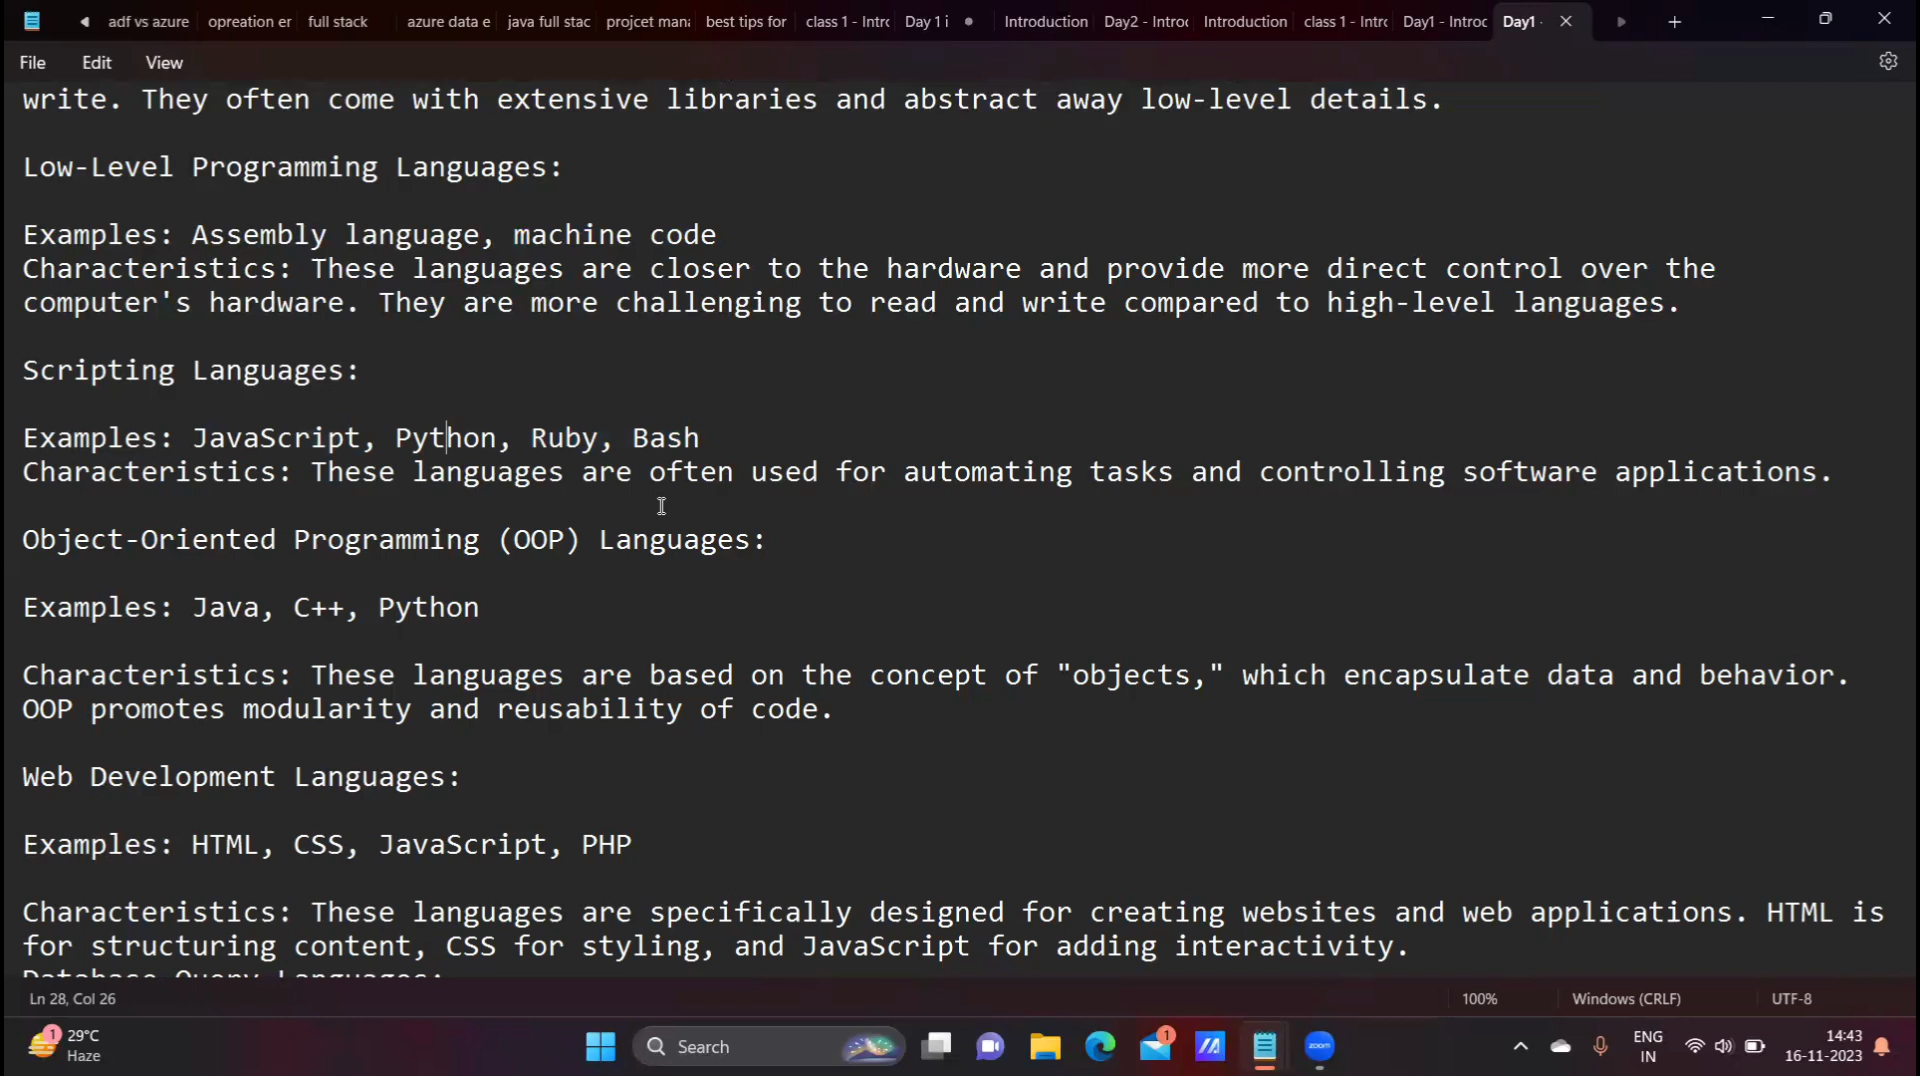 adf vs azure opreation er full stack azure data e java full stac projcet mana best tips for class 1 - Intro Day 1 i Introduction Day2 - Introc Introduction class 1 - Intro Day1 - Introc Day1 -
File Edit View
write. They often come with extensive libraries and abstract away low-level details.
Low-Level Programming Languages:
Examples: Assembly language, machine code
Characteristics: These languages are closer to the hardware and provide more direct control over the
computer's hardware. They are more challenging to read and write compared to high-level languages.
Scripting Languages:
Examples: JavaScript, Python, Ruby, Bash
Characteristics: These languages are often used for automating tasks and controlling software applications.
Object-Oriented Programming (OOP) Languages:
Examples: Java, C++, Python
Characteristics: These languages are based on the concept of "objects," which encapsulate data and behavior.
OOP promotes modularity and reusability of code.
Web Development Languages:
Examples: HTML, CSS, JavaScript, PHP
Characteristics: These languages are specifically designed for creating websites and web applications. HTML is
for structuring content, CSS for styling, and JavaScript for adding interactivity.
Database Query Languages:
Ln 28, Col 26 100% Windows (CRLF) UTF-8
1 29°C Search 1 zoom ENG 14:43
Haze IN 16-11-2023